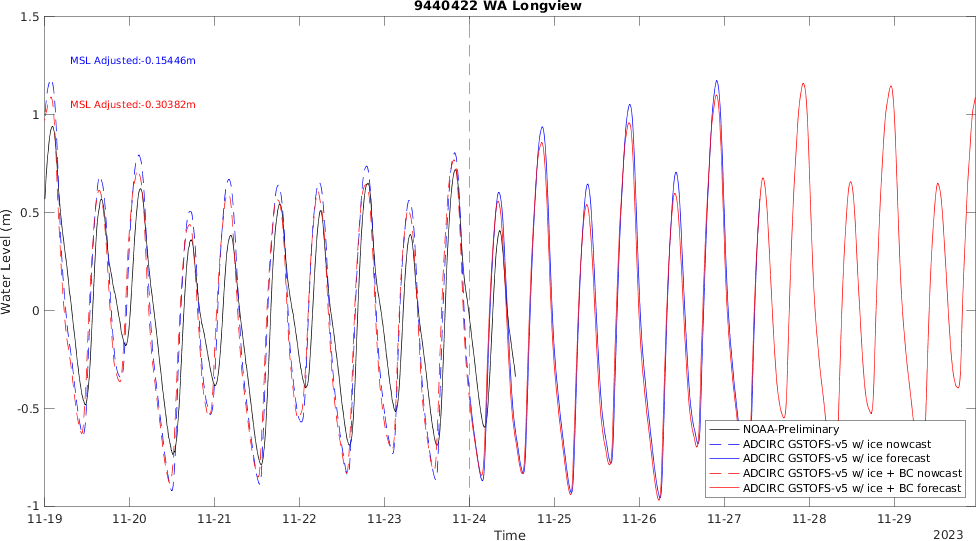 9440422 WA Longview
1.5
MSL Adjusted:-0.15446m
MSL Adjusted:-0.30382m
1
0.5
0
-0.5
-1
Water Level (m)
NOAA-Preliminary
ADCIRC GSTOFS-v5 w/ ice nowcast
ADCIRC GSTOFS-v5 w/ ice forecast
ADCIRC GSTOFS-v5 w/ ice + BC nowcast
ADCIRC GSTOFS-v5 w/ ice + BC forecast
11-19 11-20 11-21 11-22 11-23 11-24 11-25 11-26 11-27 11-28 11-29
Time
2023